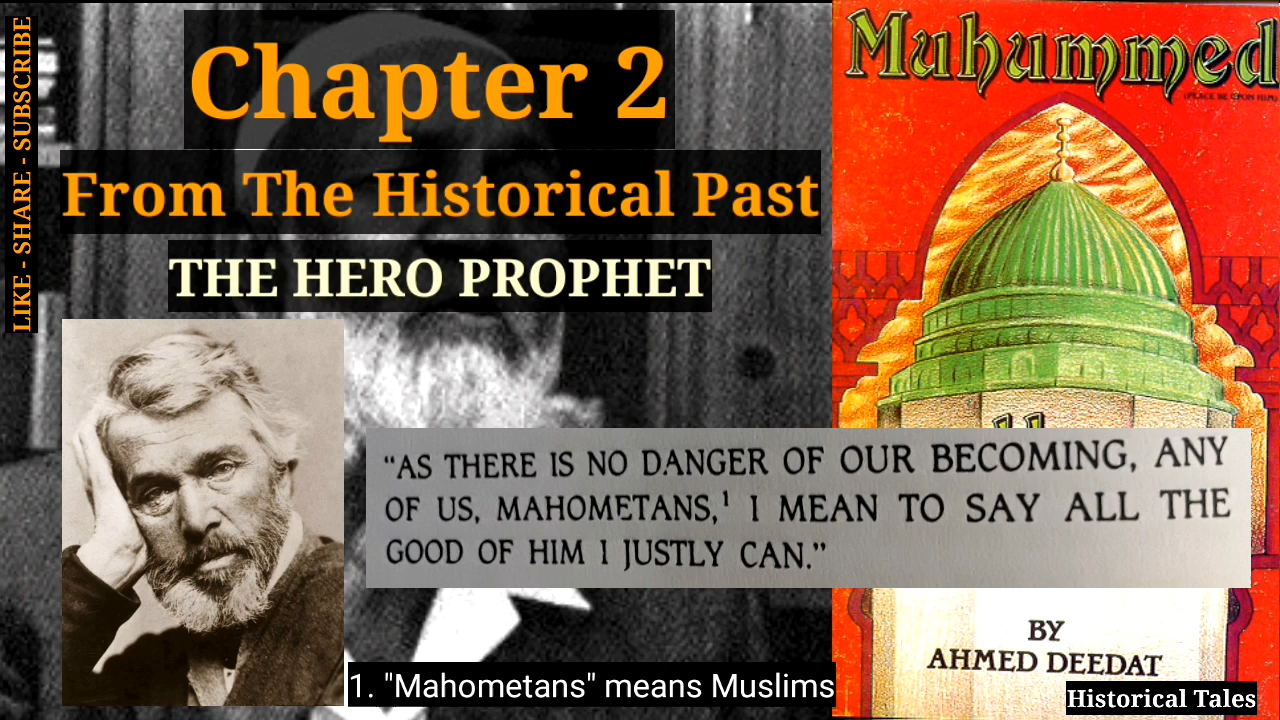 LIKE - SHARE - SUBSCRIBE
Chapter 2
From The Historical Past
THE HERO PROPHET
Muhammed
(PEACE BE UPON HIM)
“AS THERE IS NO DANGER OF OUR BECOMING, ANY
OF US, MAHOMETANS,¹ I MEAN TO SAY ALL THE
GOOD OF HIM I JUSTLY CAN.”
BY
AHMED DEEDAT
1. "Mahometans" means Muslims
Historical Tales